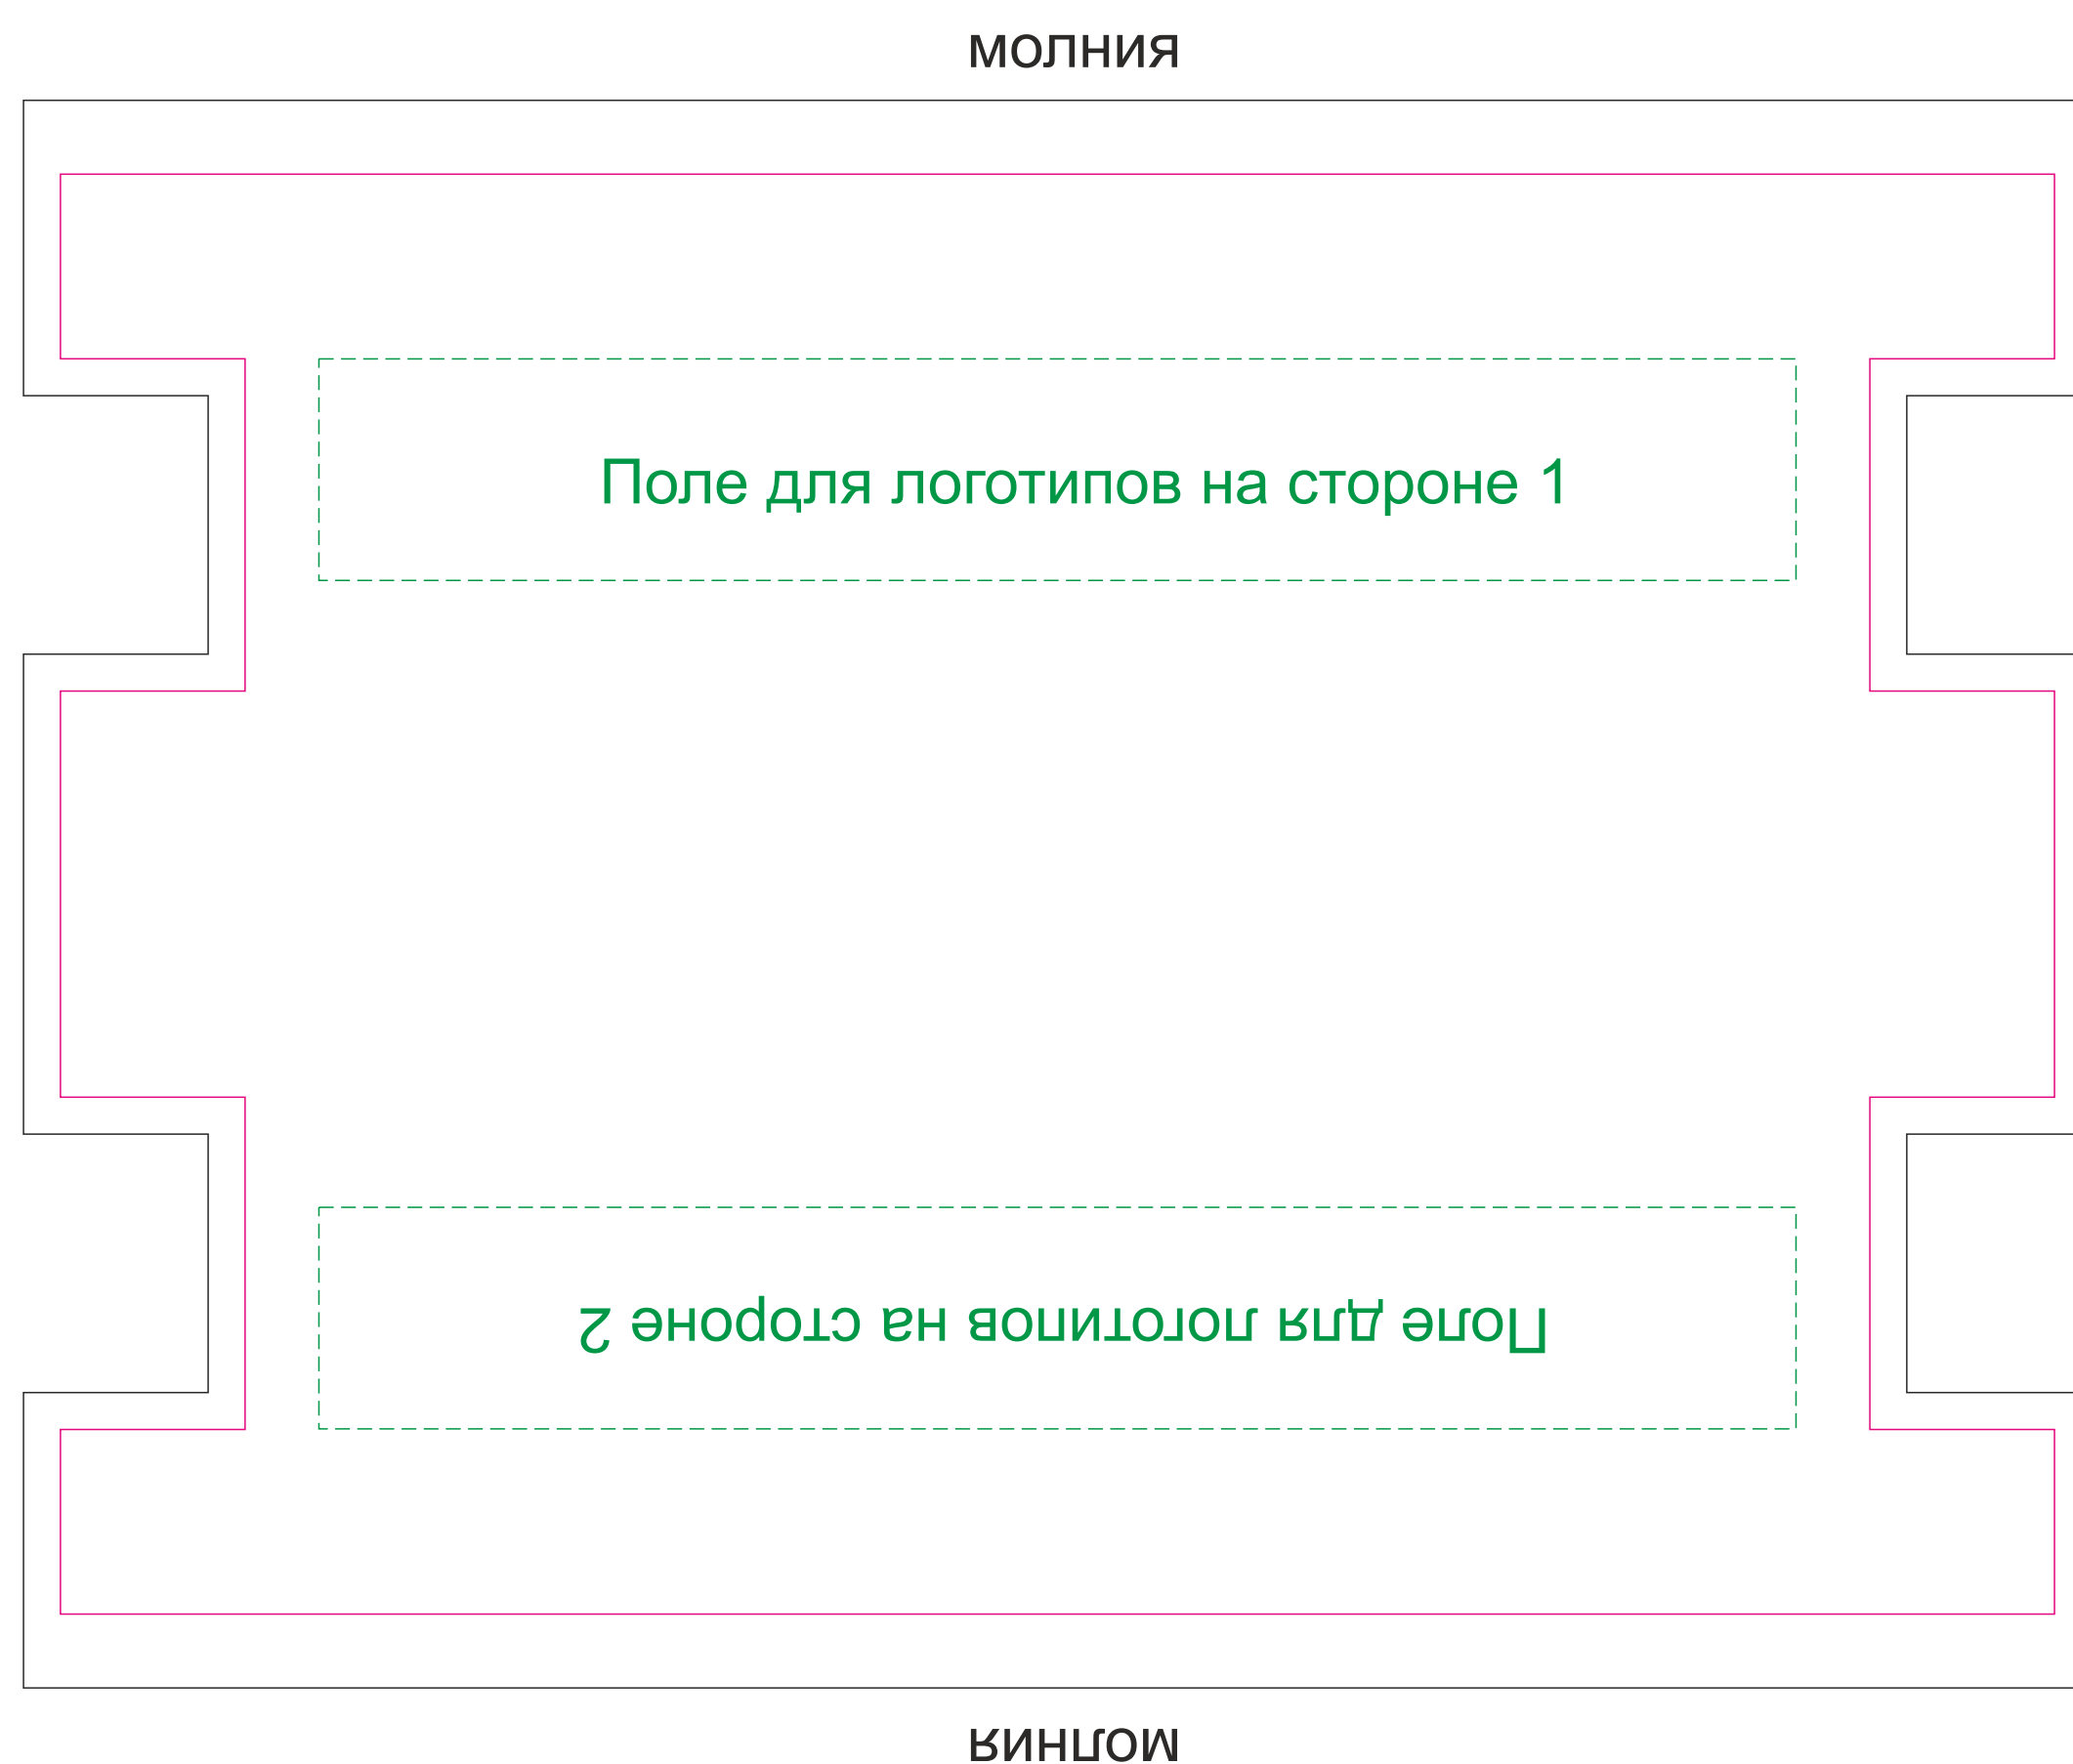 молния
Поле для логотипов на стороне 1
Поле для логотипов на стороне 2
молния